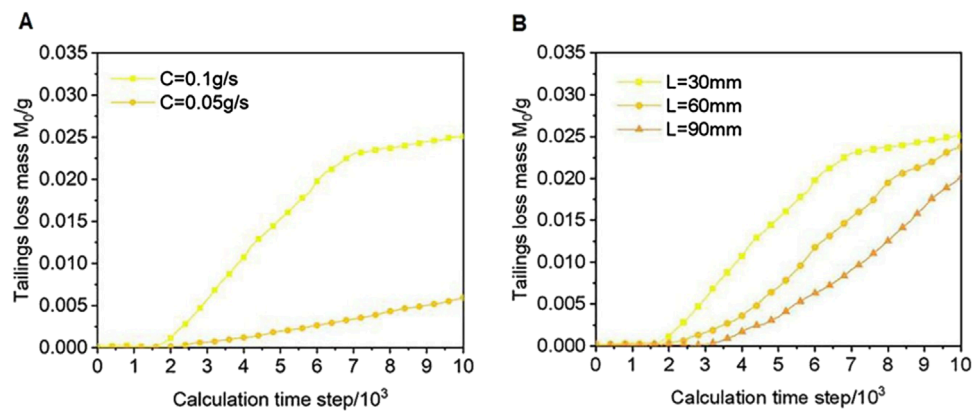 A
Tailings loss mass M₀/g
0.035
0.030
0.025
0.020
0.015
0.010
0.005
0.000
C=0.1g/s
C=0.05g/s
0 1 2 3 4 5 6 7 8 9 10
Calculation time step/10³
B
Tailings loss mass M₀/g
0.035
0.030
0.025
0.020
0.015
0.010
0.005
0.000
L=30mm
L=60mm
L=90mm
0 1 2 3 4 5 6 7 8 9 10
Calculation time step/10³